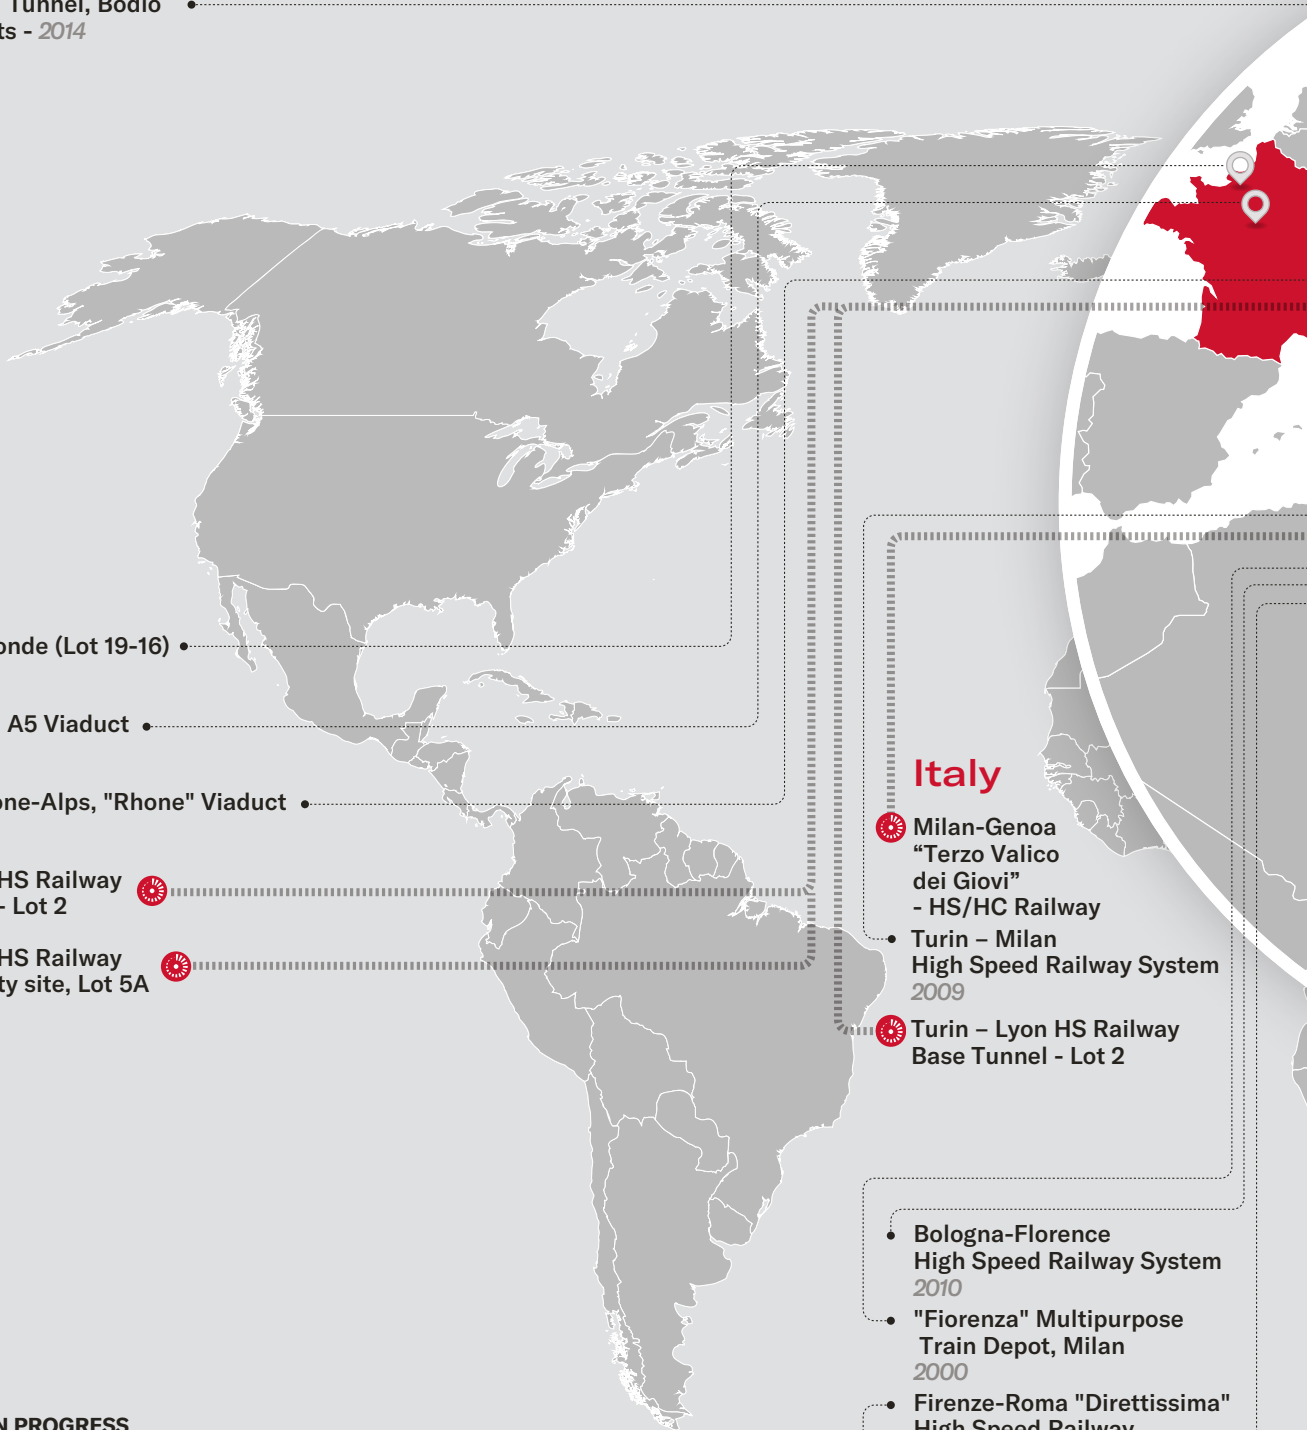 Tunnel, Bodio
ts - 2014
onde (Lot 19-16)
A5 Viaduct
one-Alps, "Rhone" Viaduct
HS Railway
- Lot 2
HS Railway
ty site, Lot 5A
Italy
Milan-Genoa
“Terzo Valico
dei Giovi”
- HS/HC Railway
Turin – Milan
High Speed Railway System
2009
Turin – Lyon HS Railway
Base Tunnel - Lot 2
Bologna-Florence
High Speed Railway System
2010
"Fiorenza" Multipurpose
Train Depot, Milan
2000
Firenze-Roma "Direttissima"
High Speed Railway
N PROGRESS